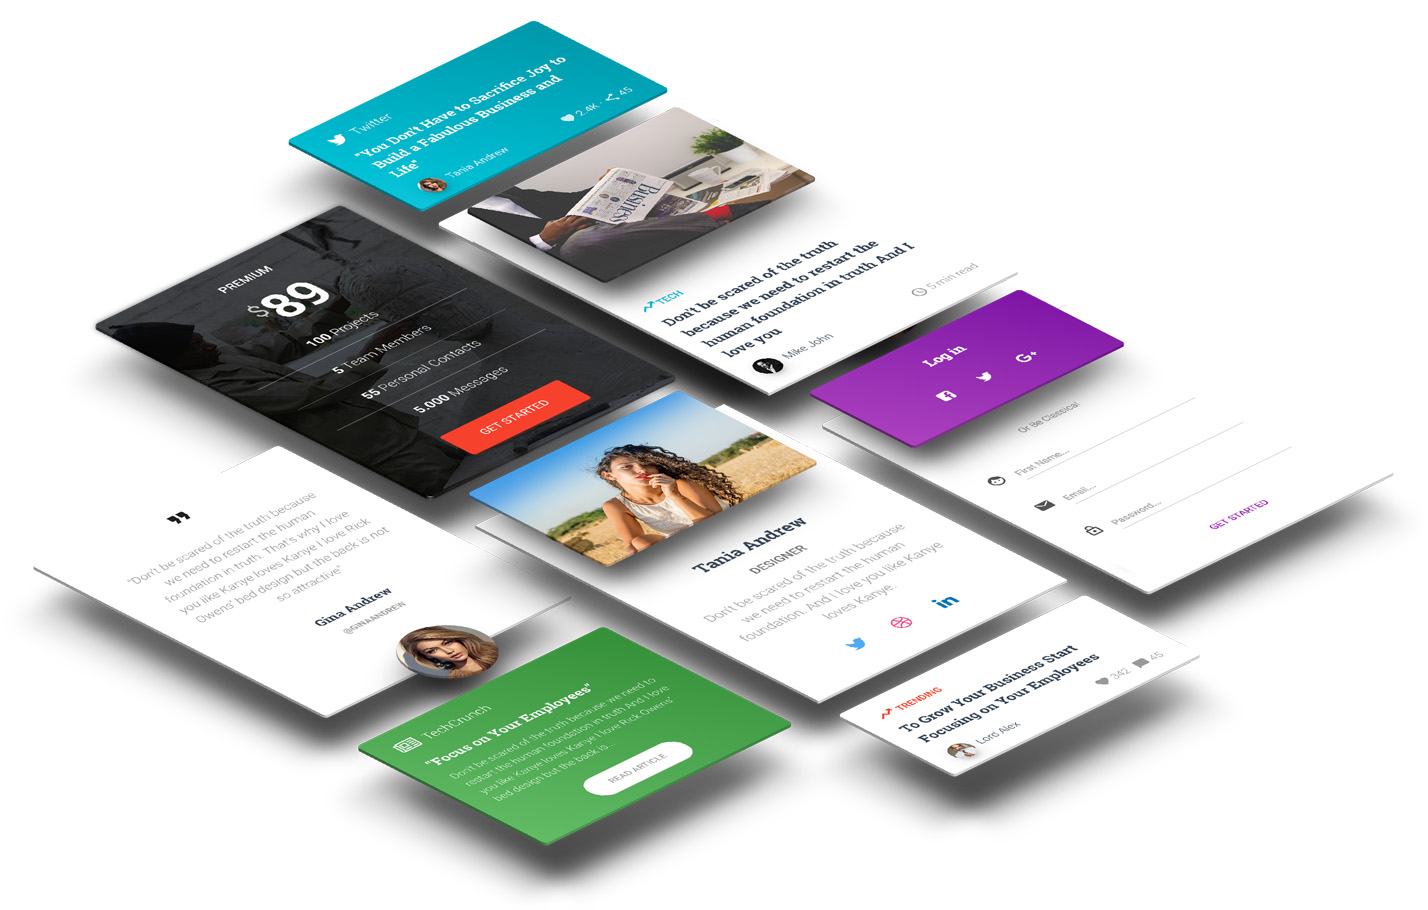 Twitter
"You Don't Have to Sacrifice Joy to
Build a Fabulous Business and
Life"
Tania Andrew
2.4K · 45
BUSINESS
TECH
Don't be scared of the truth
because we need to restart the
human foundation in truth And I
love you
Mike John
5 min read
PREMIUM
$89
100 Projects
5 Team Members
55 Personal Contacts
5.000 Messages
GET STARTED
Log in
Or Be Classical
First Name...
Email...
Password...
GET STARTED
"Don't be scared of the truth because
we need to restart the human
foundation in truth. That's why I love
you like Kanye loves Kanye I love Rick
Owens' bed design but the back is not
so attractive"
Gina Andrew
@GINAANDREW
Tania Andrew
DESIGNER
Don't be scared of the truth because
we need to restart the human
foundation. And I love you like Kanye
loves Kanye.
TechCrunch
"Focus on Your Employees"
Don't be scared of the truth because we need to
restart the human foundation in truth And I love
you like Kanye loves Kanye I love Rick Owens'
bed design but the back is...
READ ARTICLE
TRENDING
To Grow Your Business Start
Focusing on Your Employees
Lord Alex
342 45